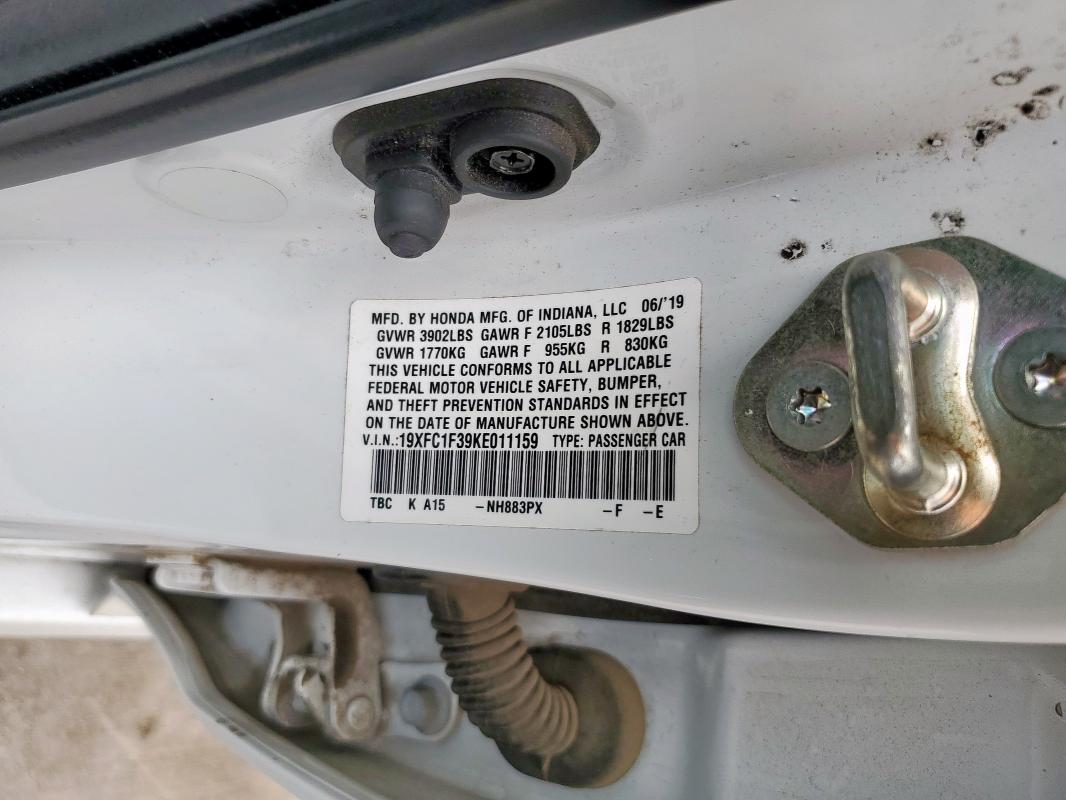 MFD. BY HONDA MFG. OF INDIANA, LLC 06/'19
GVWR 3902LBS GAWR F 2105LBS R 1829LBS
GVWR 1770KG GAWR F 955KG R 830KG
THIS VEHICLE CONFORMS TO ALL APPLICABLE
FEDERAL MOTOR VEHICLE SAFETY, BUMPER,
AND THEFT PREVENTION STANDARDS IN EFFECT
ON THE DATE OF MANUFACTURE SHOWN ABOVE.
V.I.N.:19XFC1F39KE011159 TYPE: PASSENGER CAR
TBC K A15 -NH883PX -F -E